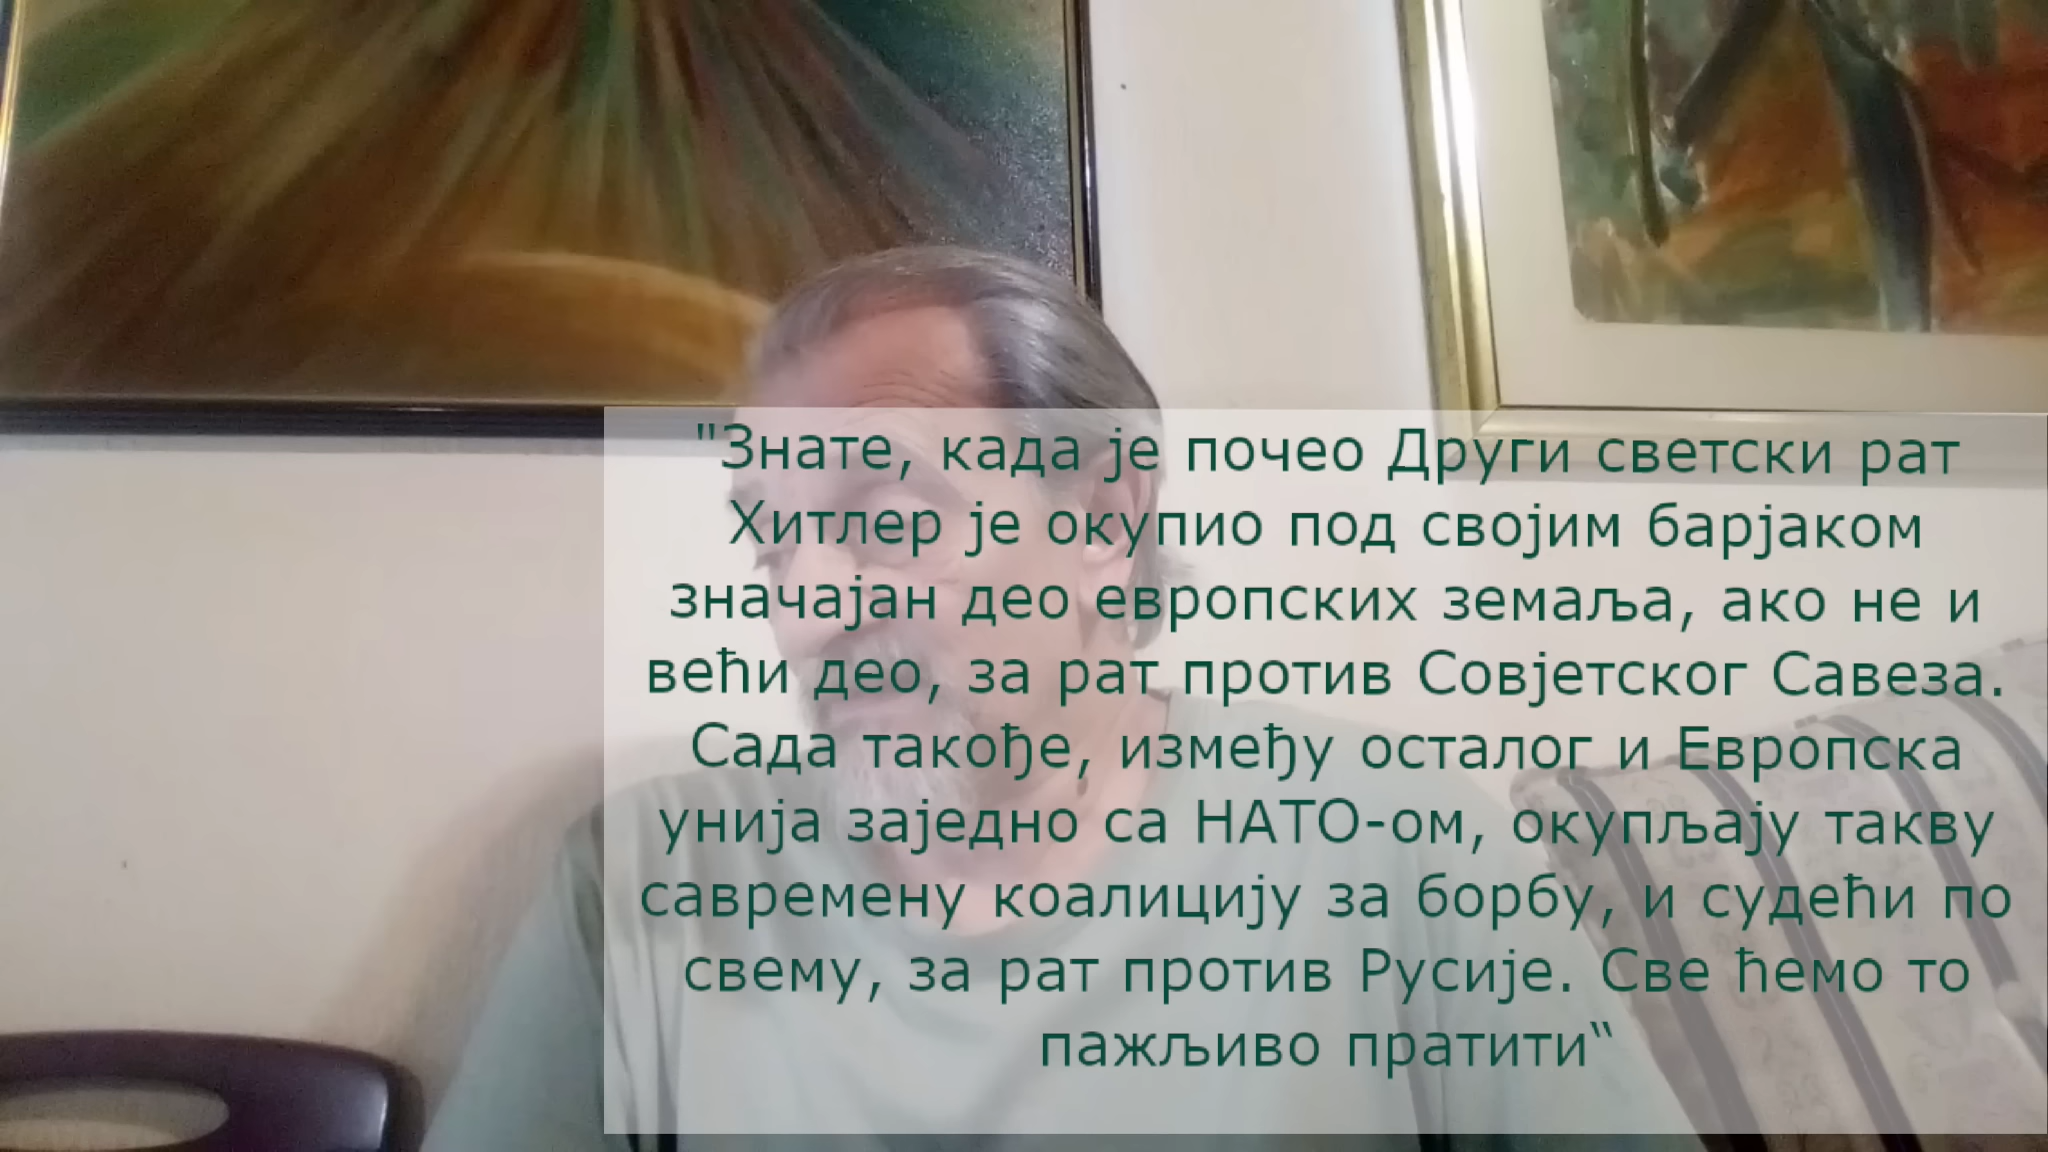 "Знате, када је почео Други светски рат
Хитлер је окупио под својим барјаком
значајан део европских земаља, ако не и
већи део, за рат против Совјетског Савеза.
Сада такође, између осталог и Европска
унија заједно са НАТО-ом, окупљају такву
савремену коалицију за борбу, и судећи по
свему, за рат против Русије. Све ћемо то
пажљиво пратити“